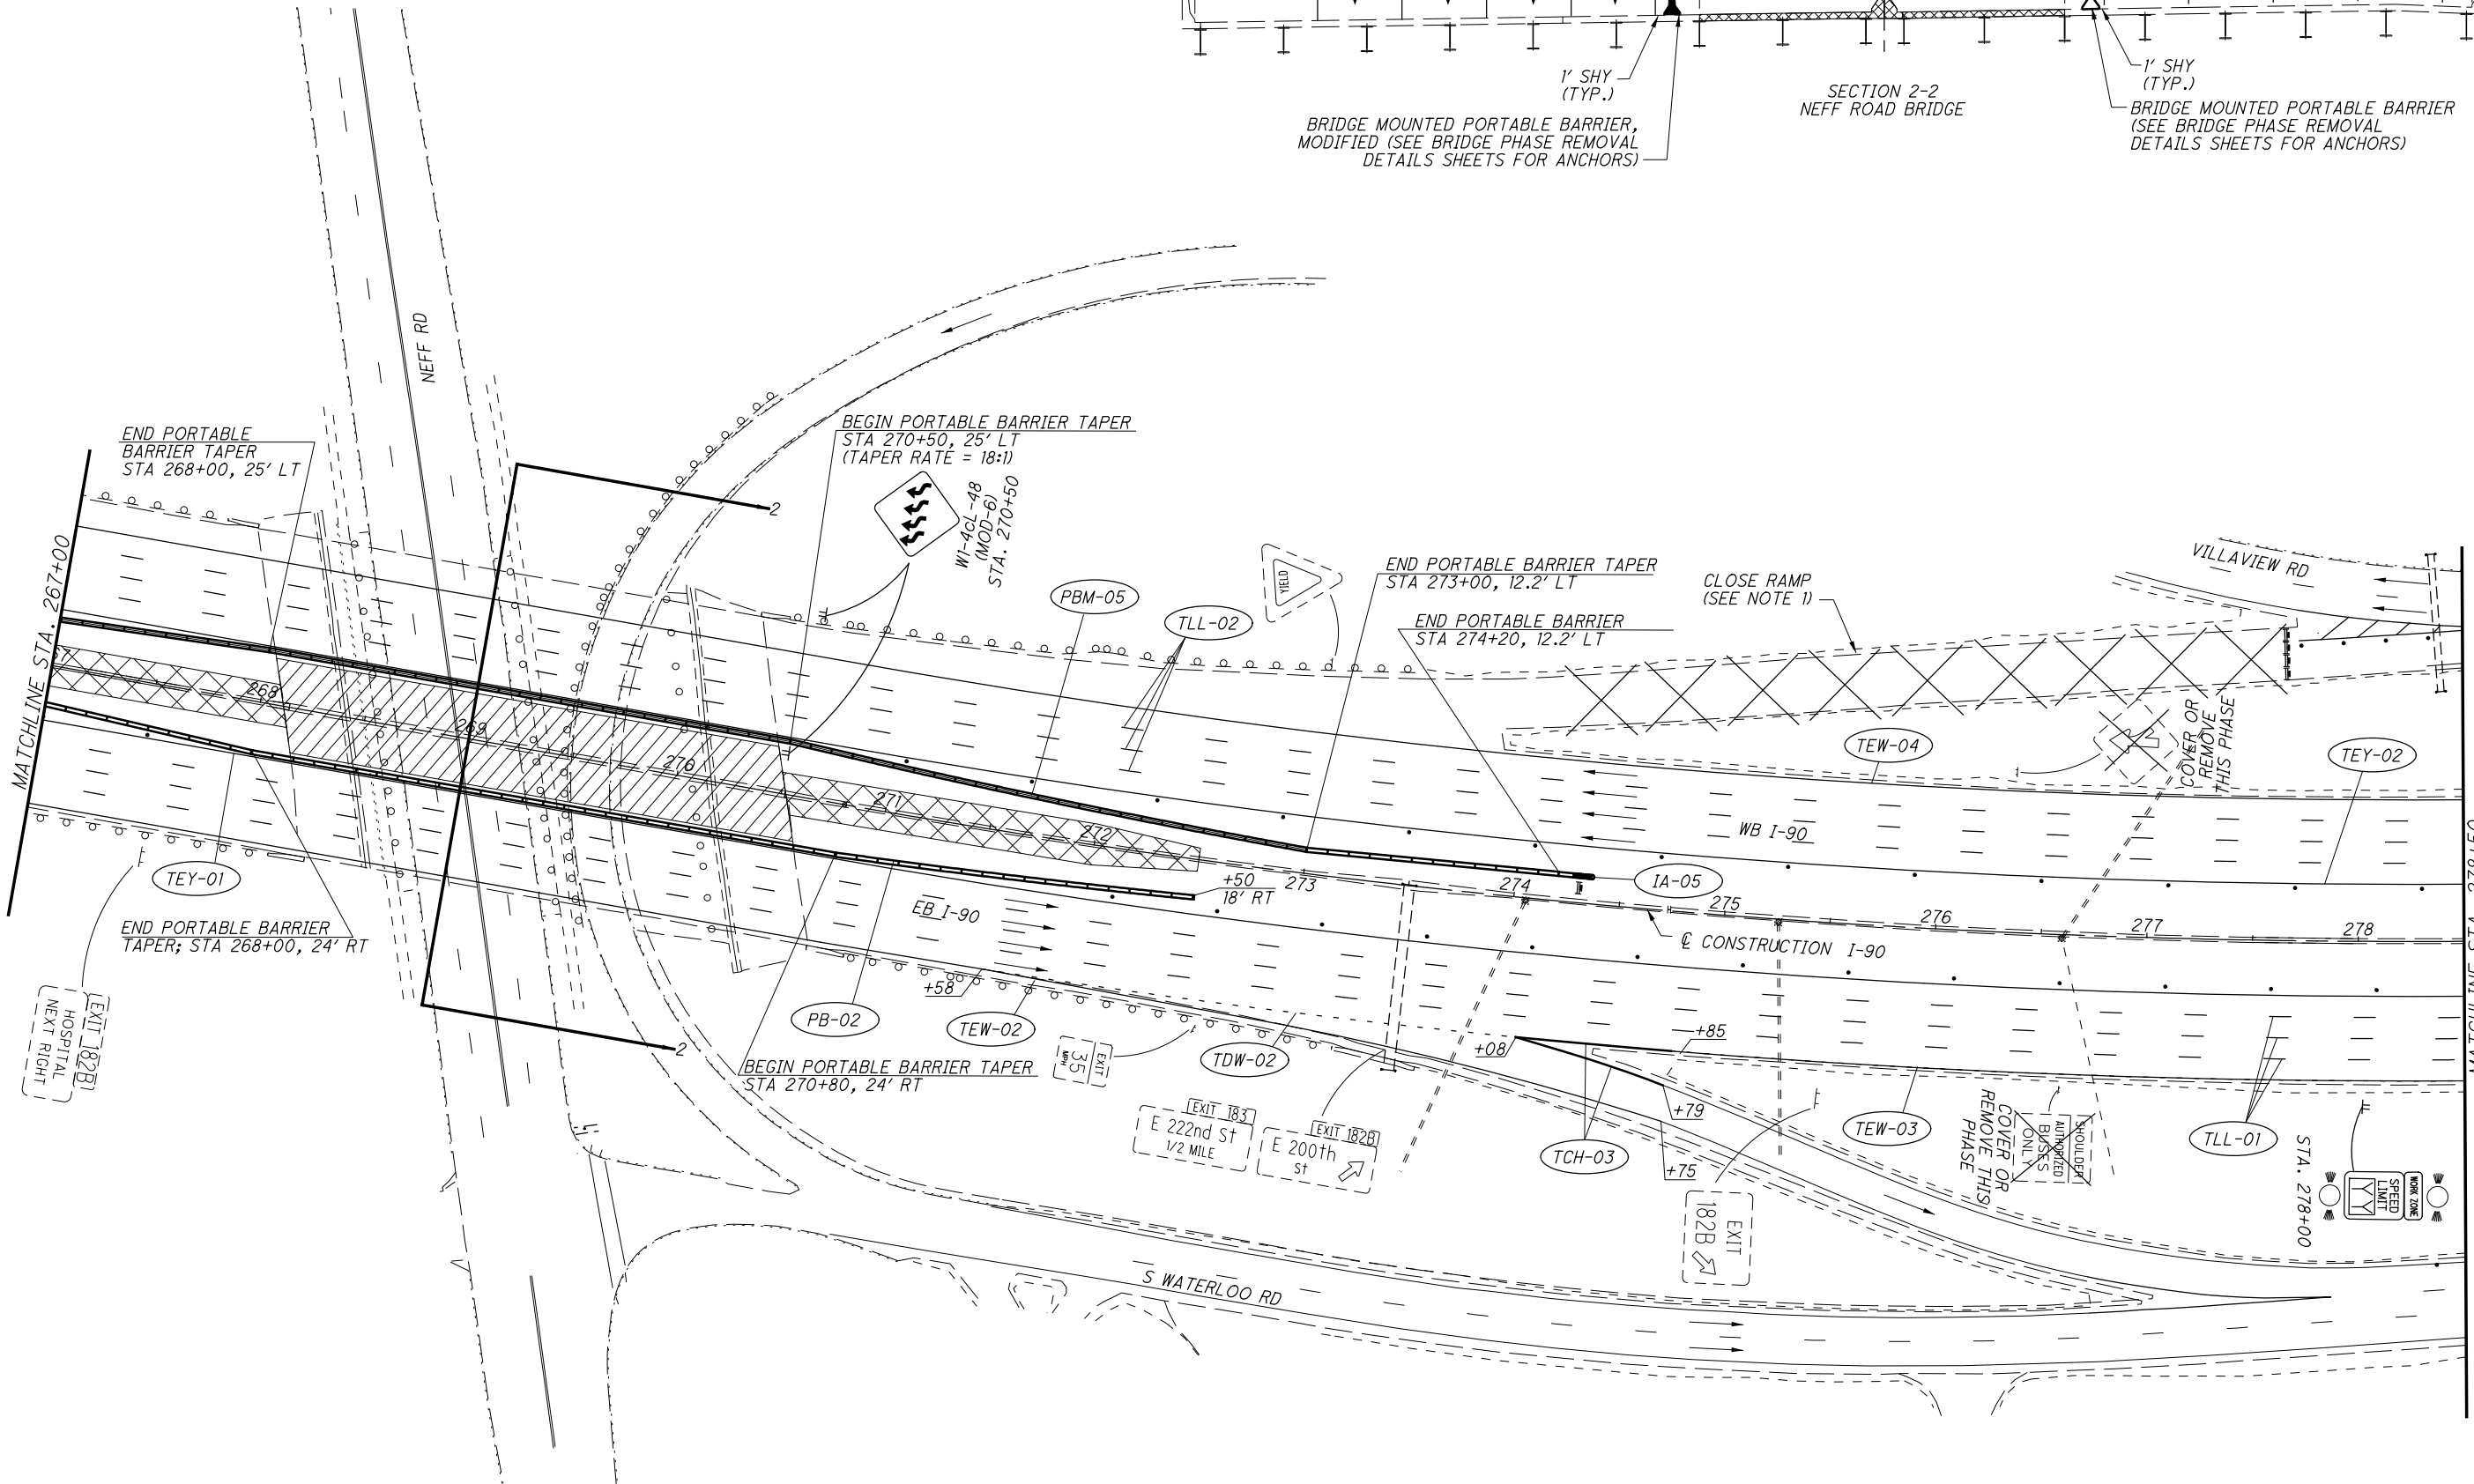 1' SHY
(TYP.)
BRIDGE MOUNTED PORTABLE BARRIER,
MODIFIED (SEE BRIDGE PHASE REMOVAL
DETAILS SHEETS FOR ANCHORS)
SECTION 2-2
NEFF ROAD BRIDGE
1' SHY
(TYP.)
BRIDGE MOUNTED PORTABLE BARRIER
(SEE BRIDGE PHASE REMOVAL
DETAILS SHEETS FOR ANCHORS)
NEFF RD
END PORTABLE
BARRIER TAPER
STA 268+00, 25' LT
BEGIN PORTABLE BARRIER TAPER
STA 270+50, 25' LT
(TAPER RATE = 18:1)
W1-4cL-48
(MOD-6)
STA. 270+50
2
MATCHLINE STA. 267+00
PBM-05
TLL-02
YIELD
END PORTABLE BARRIER TAPER
STA 273+00, 12.2' LT
END PORTABLE BARRIER
STA 274+20, 12.2' LT
CLOSE RAMP
(SEE NOTE 1)
VILLAVIEW RD
COVER OR
REMOVE
THIS PHASE
TEW-04
TEY-02
WB I-90
268
269
270
271
272
273
274
275
276
277
278
IA-05
+50
18' RT
EB I-90
℄ CONSTRUCTION I-90
TEY-01
END PORTABLE BARRIER
TAPER; STA 268+00, 24' RT
EXIT 182B
HOSPITAL
NEXT RIGHT
2
PB-02
+58
TEW-02
BEGIN PORTABLE BARRIER TAPER
STA 270+80, 24' RT
EXIT
35
MPH
TDW-02
EXIT 183
E 222nd St
1/2 MILE
EXIT 182B
E 200th
St
+08
+85
+79
+75
TCH-03
TEW-03
EXIT
182B
COVER OR
REMOVE THIS
PHASE
SHOULDER
AUTHORIZED
BUSES
ONLY
TLL-01
STA. 278+00
WORK ZONE
SPEED
LIMIT
YY
S WATERLOO RD
MATCHLINE STA. 278+50